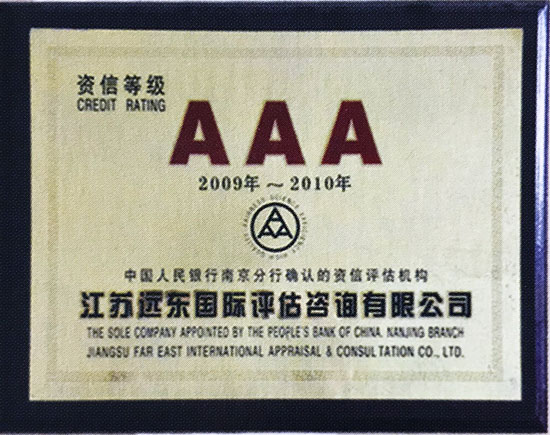 资信等级
CREDIT RATING
AAA
2009年～2010年
中国人民银行南京分行确认的资信评估机构
江苏远东国际评估咨询有限公司
THE SOLE COMPANY APPOINTED BY THE PEOPLE'S BANK OF CHINA. NANJING BRANCH
JIANGSU FAR EAST INTERNATIONAL APPRAISAL & CONSULTATION CO., LTD.